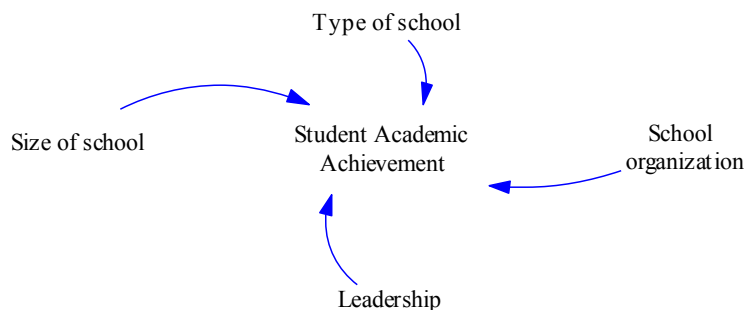 Type of school
Size of school
Student Academic
Achievement
School
organization
Leadership